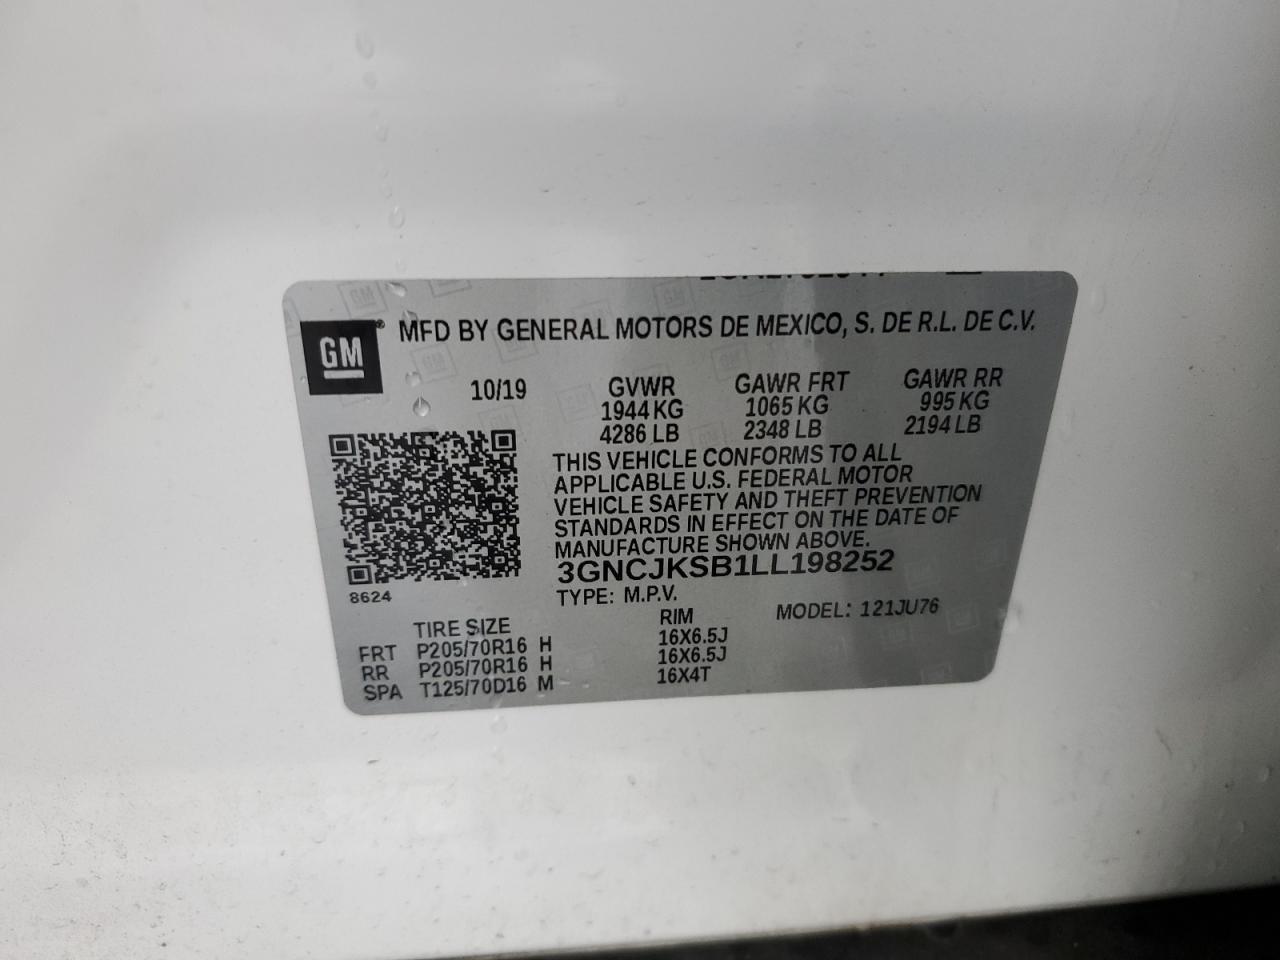 GM
MFD BY GENERAL MOTORS DE MEXICO, S. DE R.L. DE C.V.
10/19 GVWR GAWR FRT GAWR RR
1944 KG 1065 KG 995 KG
4286 LB 2348 LB 2194 LB
THIS VEHICLE CONFORMS TO ALL
APPLICABLE U.S. FEDERAL MOTOR
VEHICLE SAFETY AND THEFT PREVENTION
STANDARDS IN EFFECT ON THE DATE OF
MANUFACTURE SHOWN ABOVE.
3GNCJKSB1LL198252
8624
TYPE: M.P.V. MODEL: 121JU76
TIRE SIZE RIM
FRT P205/70R16 H 16X6.5J
RR P205/70R16 H 16X6.5J
SPA T125/70D16 M 16X4T